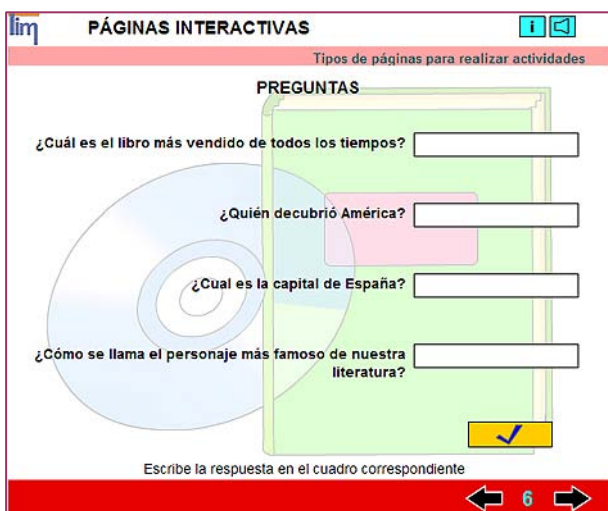 lim
PÁGINAS INTERACTIVAS
i
Tipos de páginas para realizar actividades
PREGUNTAS
¿Cuál es el libro más vendido de todos los tiempos?
¿Quién decubrió América?
¿Cual es la capital de España?
¿Cómo se llama el personaje más famoso de nuestra
literatura?
Escribe la respuesta en el cuadro correspondiente
6